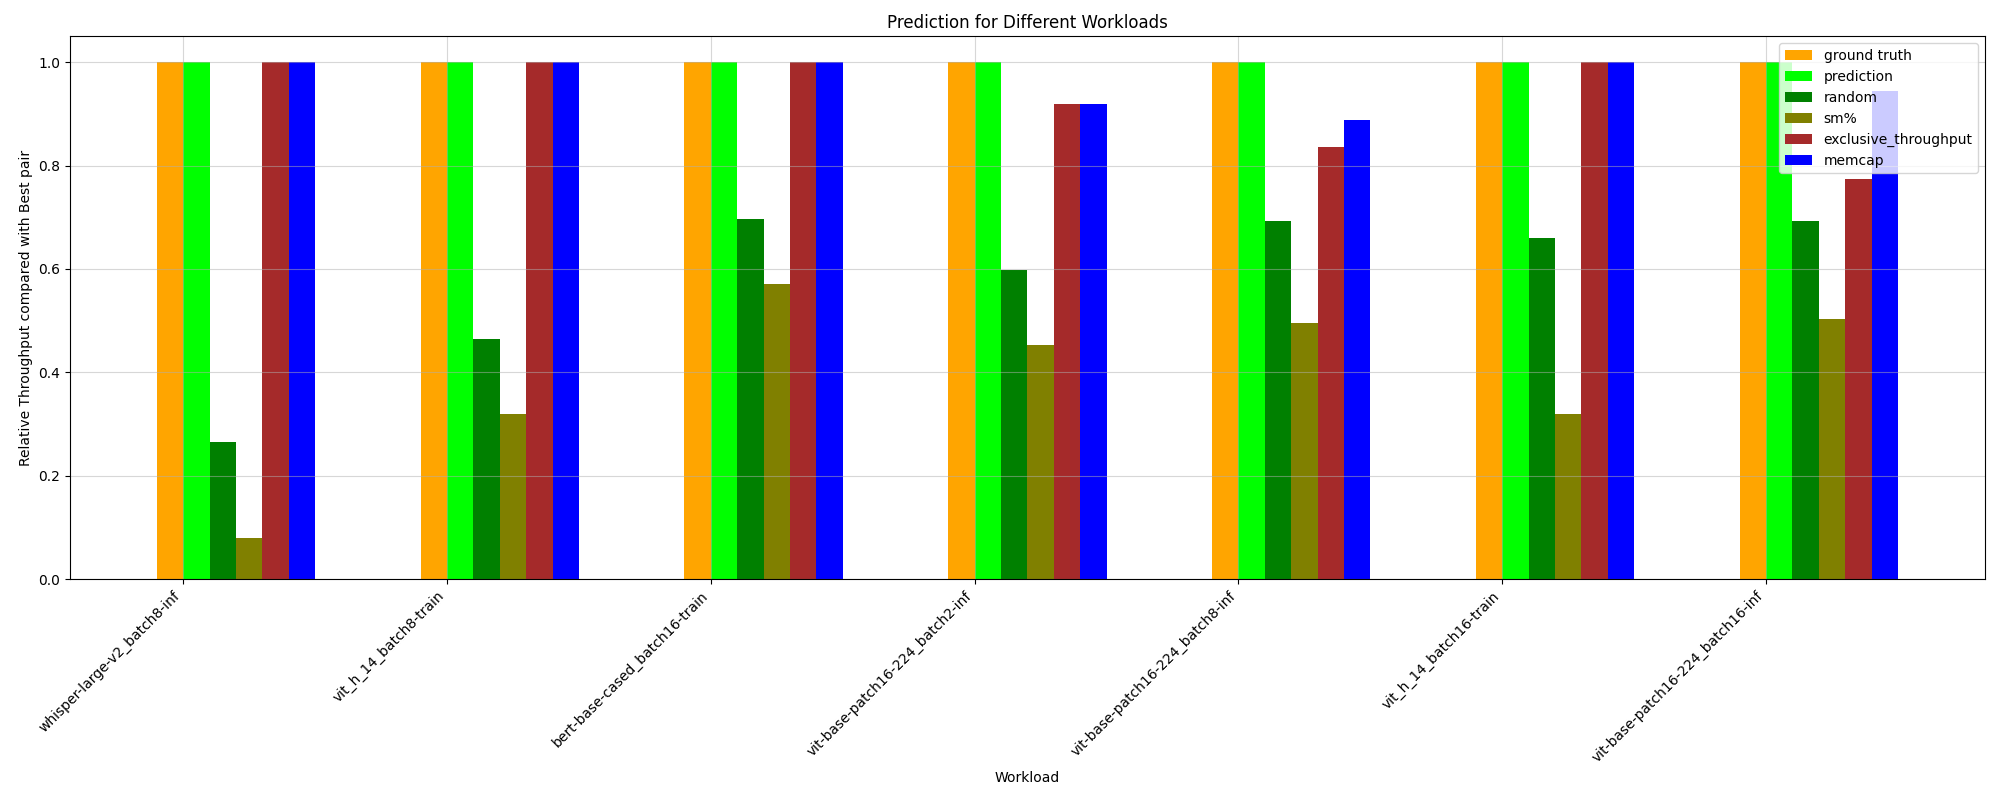 Prediction for Different Workloads
Relative Throughput compared with Best pair
1.0
0.8
0.6
0.4
0.2
0.0
ground truth
prediction
random
sm%
exclusive_throughput
memcap
whisper-large-v2_batch8-inf
vit_h_14_batch8-train
bert-base-cased_batch16-train
vit-base-patch16-224_batch2-inf
vit-base-patch16-224_batch8-inf
vit_h_14_batch16-train
vit-base-patch16-224_batch16-inf
Workload